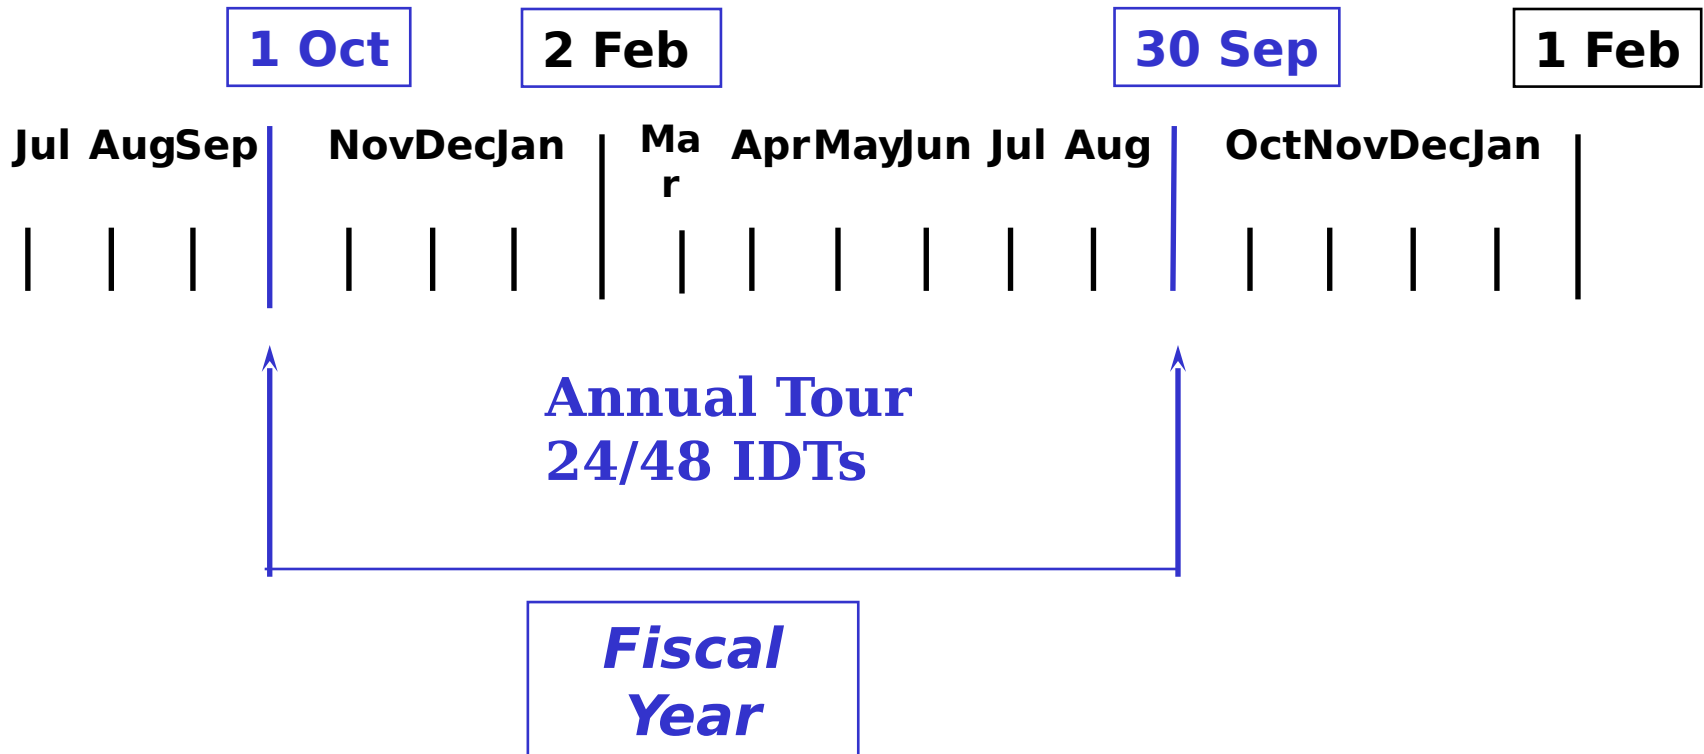 1 Oct 2 Feb 30 Sep 1 Feb
Jul Aug Sep Nov Dec Jan Mar Apr May Jun Jul Aug Oct Nov Dec Jan
Annual Tour
24/48 IDTs
Fiscal
Year